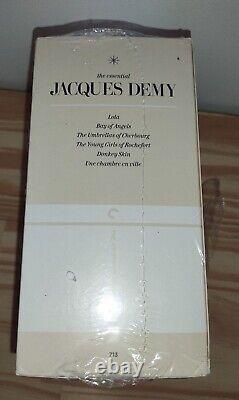 the essential
JACQUES DEMY
Lola
Bay of Angels
The Umbrellas of Cherbourg
The Young Girls of Rochefort
Donkey Skin
Une chambre en ville
713